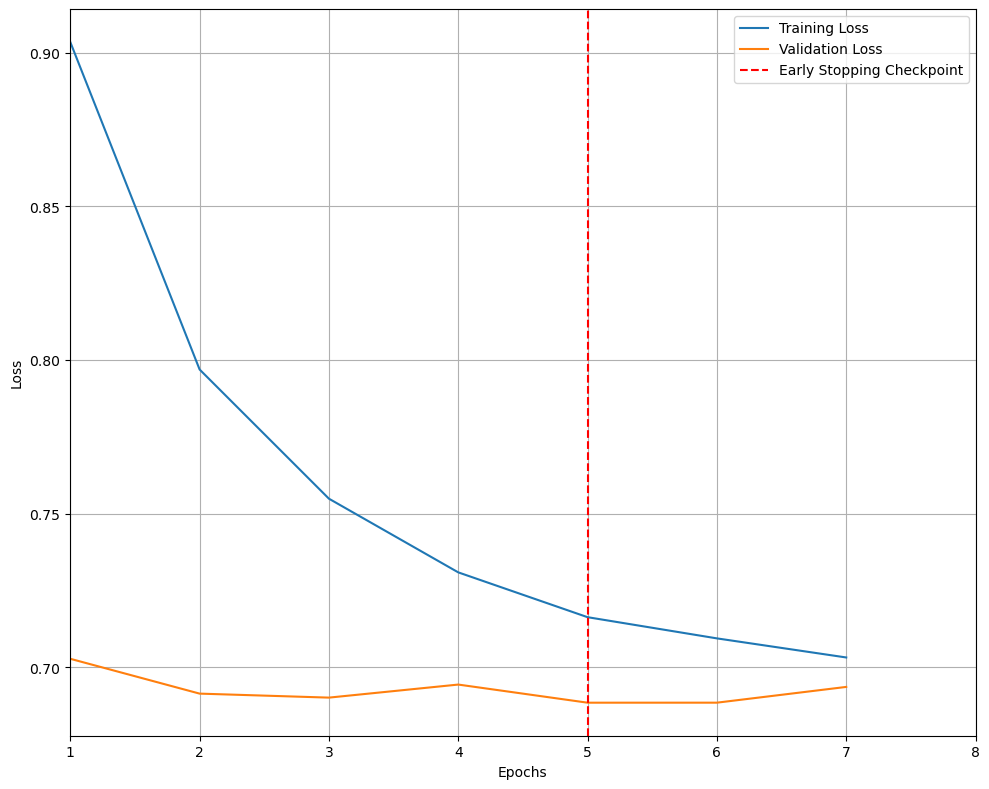 Training Loss
Validation Loss
Early Stopping Checkpoint
0.90
0.85
0.80
0.75
0.70
Loss
1 2 3 4 5 6 7 8
Epochs